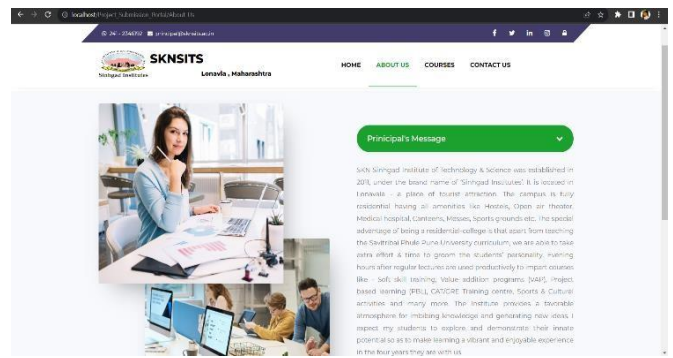 localhost/Project_Submission_Portal/About Us
principal@sknsits.ac.in
f in
SKNSITS
Lonavla , Maharashtra
Sinhgad Institutes
HOME ABOUT US COURSES CONTACT US
Prinicipal's Message
SKN Sinhgad Institute of Technology & Science was established in
2011, under the brand name of 'Sinhgad Institutes'. It is located in
Lonavala - a place of tourist attraction. The campus is fully
residential having all amenities like Hostels, Open air theater,
Medical hospital, Canteens, Messes, Sports grounds etc. The special
advantage of being a residential-college is that apart from teaching
the Savitribai Phule Pune University curriculum, we are able to take
extra effort & time to groom the students' personality. Evening
hours after regular lectures are used productively to impart courses
like - Soft skill training, Value addition programs (VAP), Project
based learning (PBL), CAT/GRE Training centre, Sports & Cultural
activities and many more. The Institute provides a favorable
atmosphere for imbibing knowledge and generating new ideas. I
expect my students to explore and demonstrate their innate
potential so as to make learning a vibrant and enjoyable experience
in the four years they are with us.